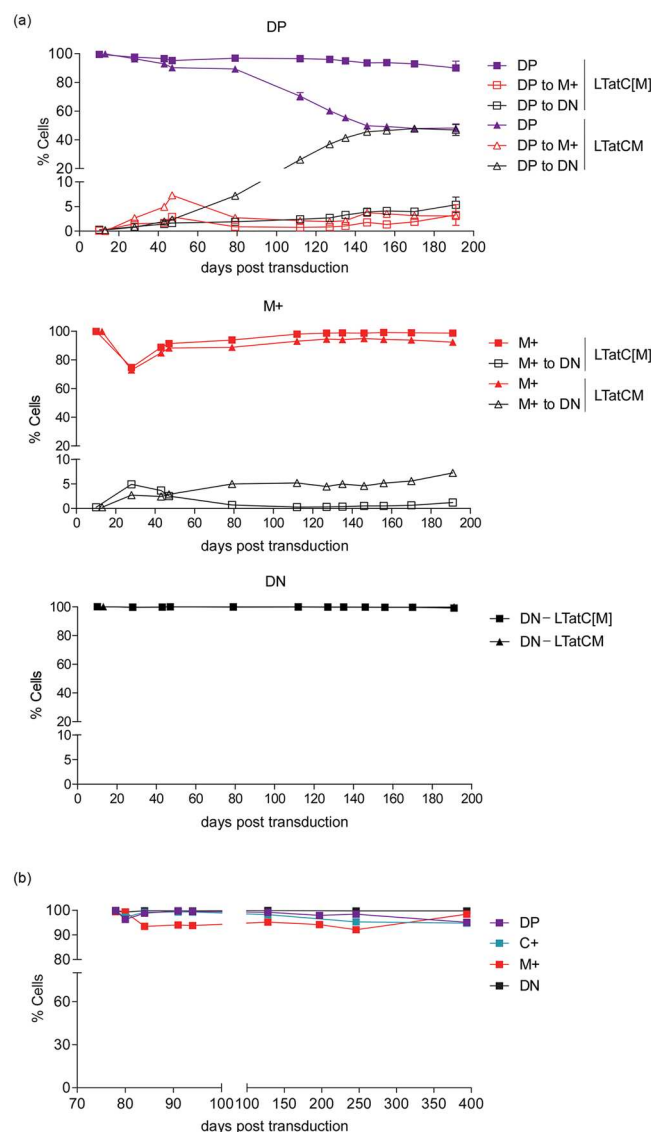 (a)
DP
100
80
60
40
20
10
5
0
% Cells
0 20 40 60 80 100 120 140 160 180 200
days post transduction
DP
DP to M+
DP to DN
LTatC[M]
DP
DP to M+
DP to DN
LTatCM
M+
100
80
60
40
20
10
5
0
% Cells
0 20 40 60 80 100 120 140 160 180 200
days post transduction
M+
M+ to DN
LTatC[M]
M+
M+ to DN
LTatCM
DN
100
80
60
40
20
10
5
0
% Cells
0 20 40 60 80 100 120 140 160 180 200
days post transduction
DN – LTatC[M]
DN – LTatCM
(b)
100
90
80
60
30
0
% Cells
70 80 90 100 100 200 300 400
days post transduction
DP
C+
M+
DN